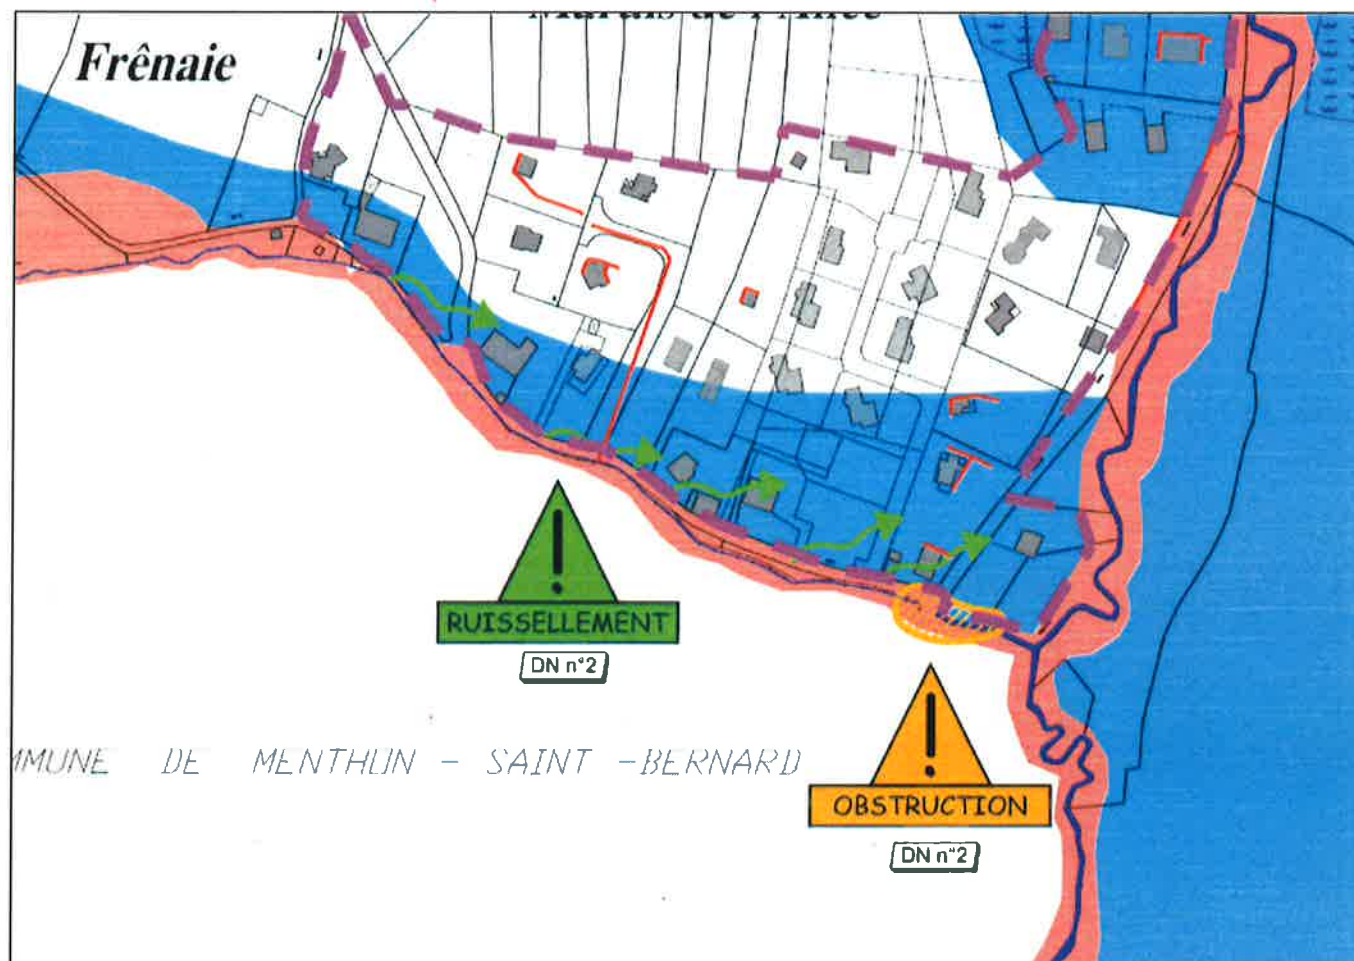 Frênaie
RUISSELLEMENT
DN n°2
MMUNE DE MENTHON - SAINT - BERNARD
OBSTRUCTION
DN n°2